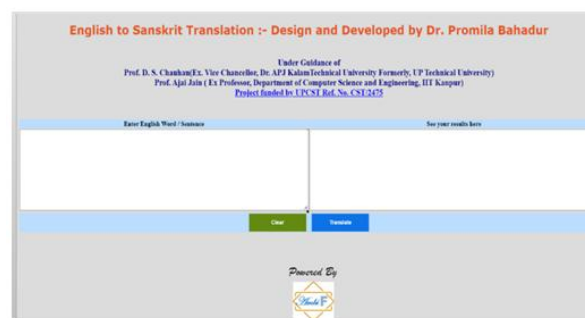 English to Sanskrit Translation :- Design and Developed by Dr. Promila Bahadur
Under Guidance of
Prof. D. S. Chauhan(Ex. Vice Chancellor, Dr. APJ KalamTechnical University Formerly, UP Technical University)
Prof. Ajai Jain ( Ex Professor, Department of Computer Science and Engineering, IIT Kanpur)
Project funded by UPCST Ref. No. CST/2475
Enter English Word / Sentence
See your results here
Clear
Translate
Powered By